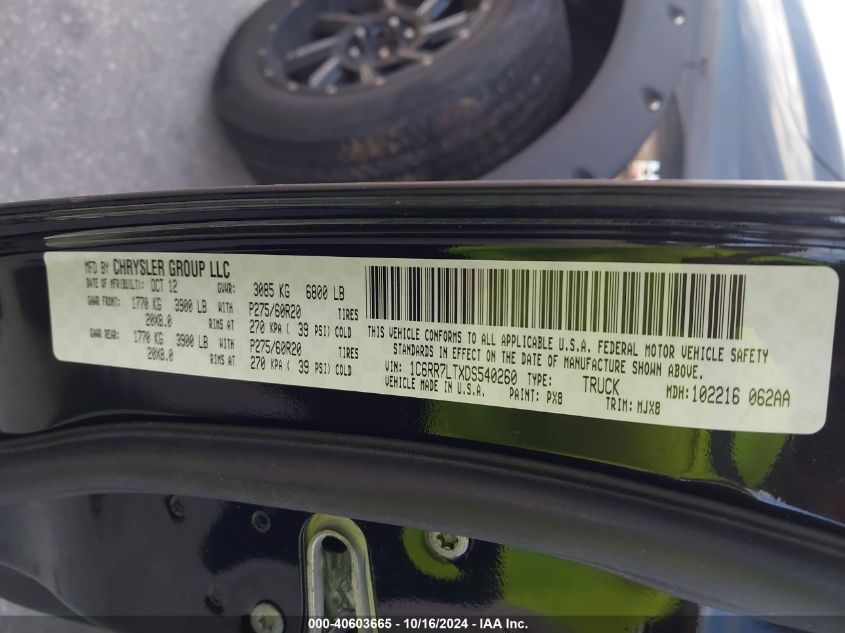 MFD BY CHRYSLER GROUP LLC
DATE OF MFR(BUILT): OCT 12 GVWR: 3085 KG 6800 LB
GAWR FRONT: 1770 KG 3900 LB WITH P275/60R20 TIRES
20X8.0 RIMS AT 270 KPA ( 39 PSI) COLD
GAWR REAR: 1770 KG 3900 LB WITH P275/60R20 TIRES
20X8.0 RIMS AT 270 KPA ( 39 PSI) COLD
THIS VEHICLE CONFORMS TO ALL APPLICABLE U.S.A. FEDERAL MOTOR VEHICLE SAFETY
STANDARDS IN EFFECT ON THE DATE OF MANUFACTURE SHOWN ABOVE.
VIN: 1C6RR7LTXDS540260 TYPE: TRUCK MDH:102216 062AA
VEHICLE MADE IN U.S.A. PAINT: PX8 TRIM: MJX8
000-40603665 - 10/16/2024 - IAA Inc.